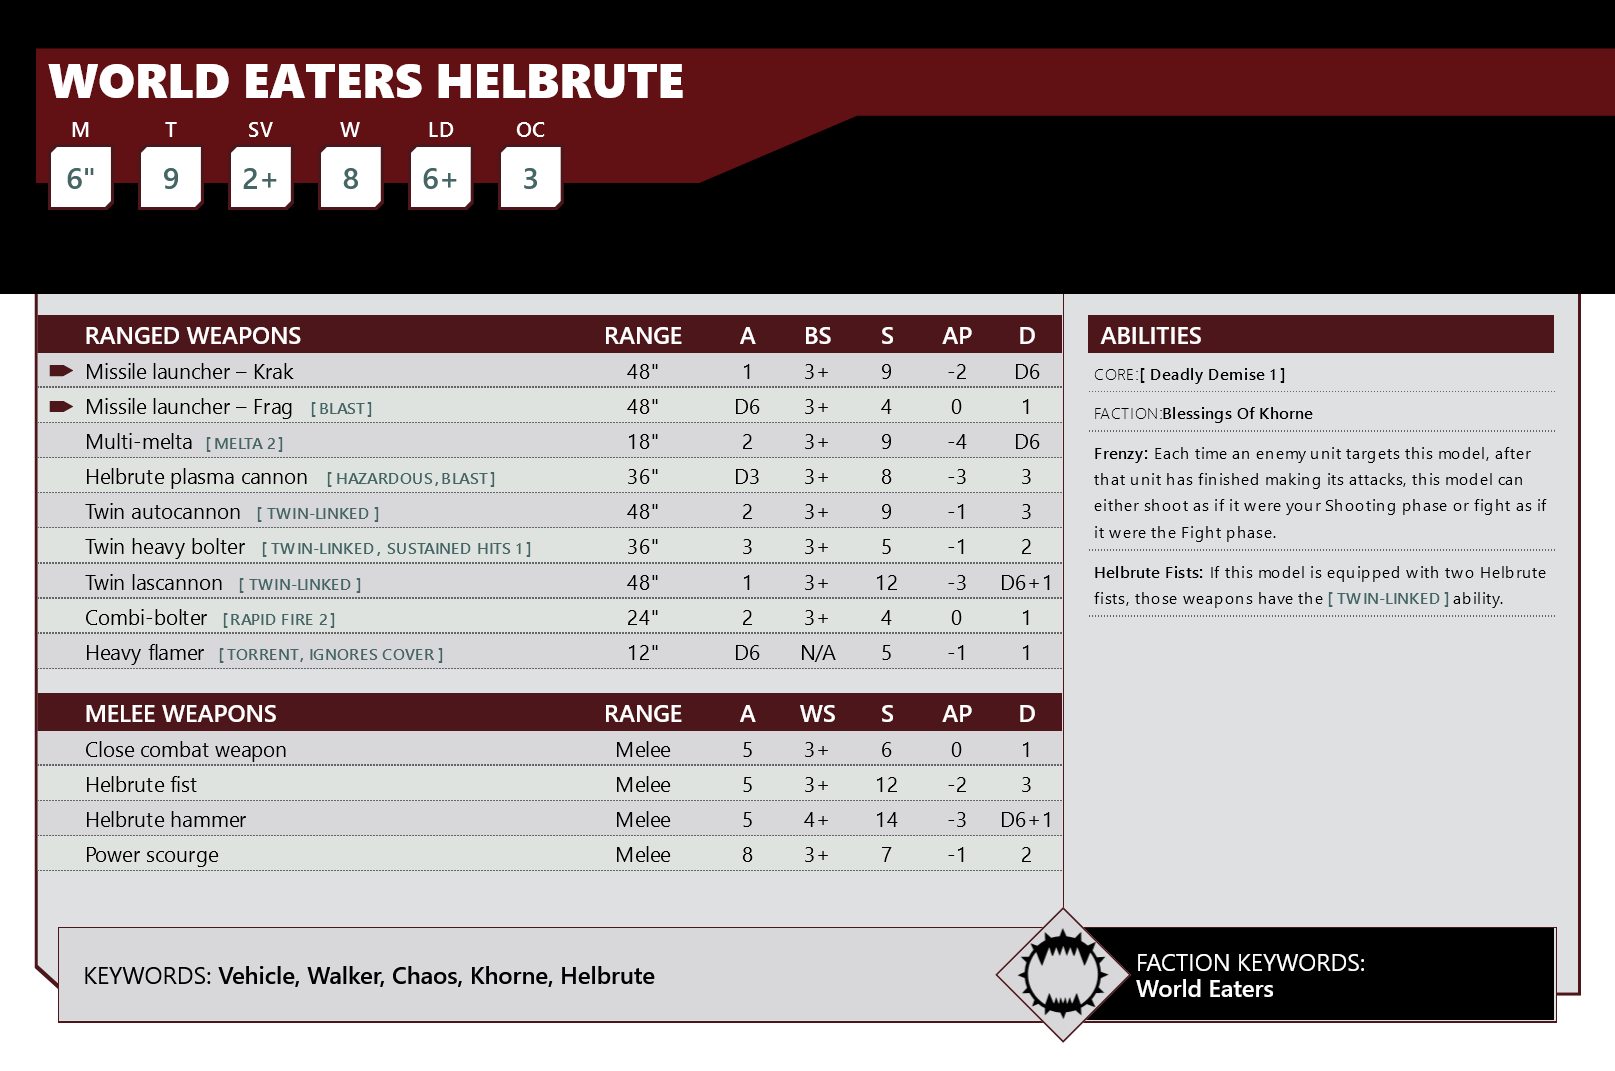 WORLD EATERS HELBRUTE
M T SV W LD OC
6" 9 2+ 8 6+ 3
RANGED WEAPONS RANGE A BS S AP D
Missile launcher – Krak 48" 1 3+ 9 -2 D6
Missile launcher – Frag [BLAST] 48" D6 3+ 4 0 1
Multi-melta [MELTA 2] 18" 2 3+ 9 -4 D6
Helbrute plasma cannon [HAZARDOUS, BLAST] 36" D3 3+ 8 -3 3
Twin autocannon [TWIN-LINKED] 48" 2 3+ 9 -1 3
Twin heavy bolter [TWIN-LINKED, SUSTAINED HITS 1] 36" 3 3+ 5 -1 2
Twin lascannon [TWIN-LINKED] 48" 1 3+ 12 -3 D6+1
Combi-bolter [RAPID FIRE 2] 24" 2 3+ 4 0 1
Heavy flamer [TORRENT, IGNORES COVER] 12" D6 N/A 5 -1 1
MELEE WEAPONS RANGE A WS S AP D
Close combat weapon Melee 5 3+ 6 0 1
Helbrute fist Melee 5 3+ 12 -2 3
Helbrute hammer Melee 5 4+ 14 -3 D6+1
Power scourge Melee 8 3+ 7 -1 2
ABILITIES
CORE:[ Deadly Demise 1 ]
FACTION:Blessings Of Khorne
Frenzy: Each time an enemy unit targets this model, after
that unit has finished making its attacks, this model can
either shoot as if it were your Shooting phase or fight as if
it were the Fight phase.
Helbrute Fists: If this model is equipped with two Helbrute
fists, those weapons have the [ TWIN-LINKED ] ability.
KEYWORDS: Vehicle, Walker, Chaos, Khorne, Helbrute
FACTION KEYWORDS:
World Eaters